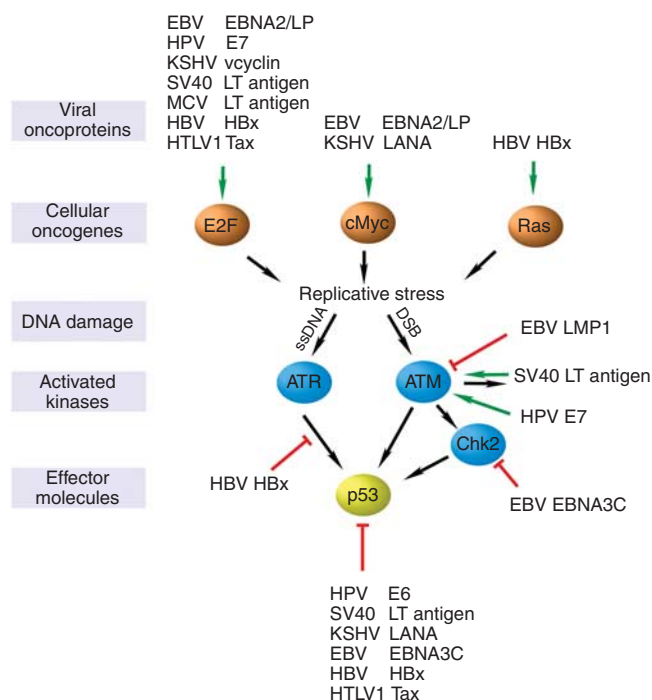 EBV EBNA2/LP
HPV E7
KSHV vcyclin
SV40 LT antigen
MCV LT antigen
HBV HBx
HTLV1 Tax
EBV EBNA2/LP
KSHV LANA
HBV HBx
Viral
oncoproteins
Cellular
oncogenes
E2F
cMyc
Ras
Replicative stress
DNA damage
ssDNA
DSB
EBV LMP1
Activated
kinases
ATR
ATM
SV40 LT antigen
HPV E7
Chk2
Effector
molecules
HBV HBx
p53
EBV EBNA3C
HPV E6
SV40 LT antigen
KSHV LANA
EBV EBNA3C
HBV HBx
HTLV1 Tax